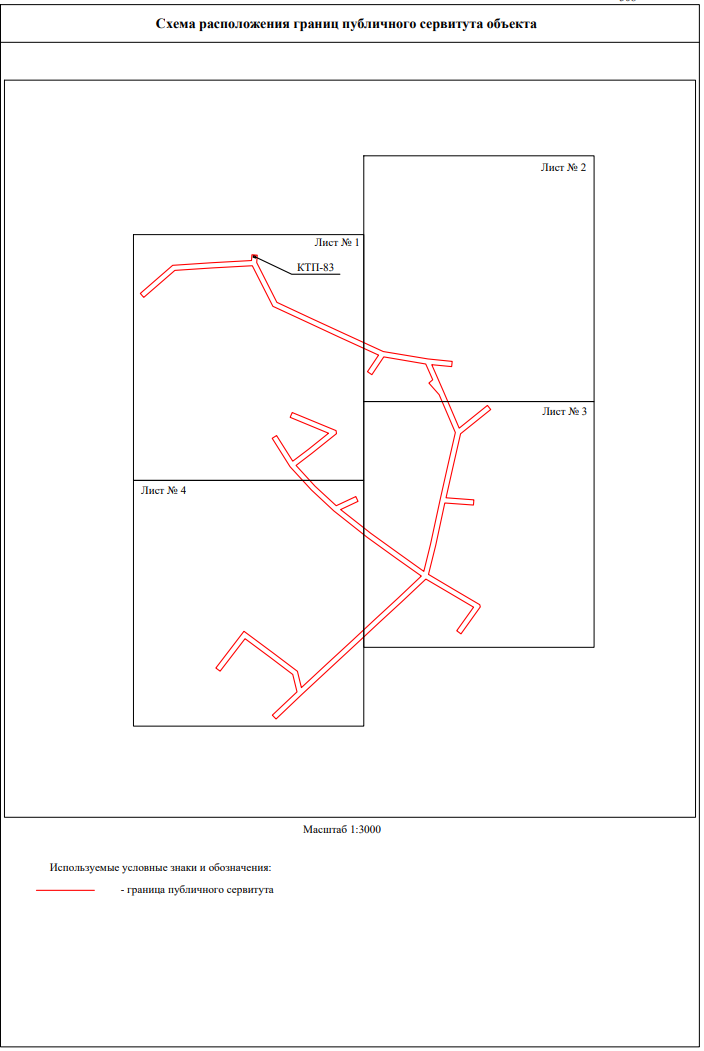 Схема расположения границ публичного сервитута объекта
Лист № 2
Лист № 1
КТП-83
Лист № 3
Лист № 4
Масштаб 1:3000
Используемые условные знаки и обозначения:
- граница публичного сервитута